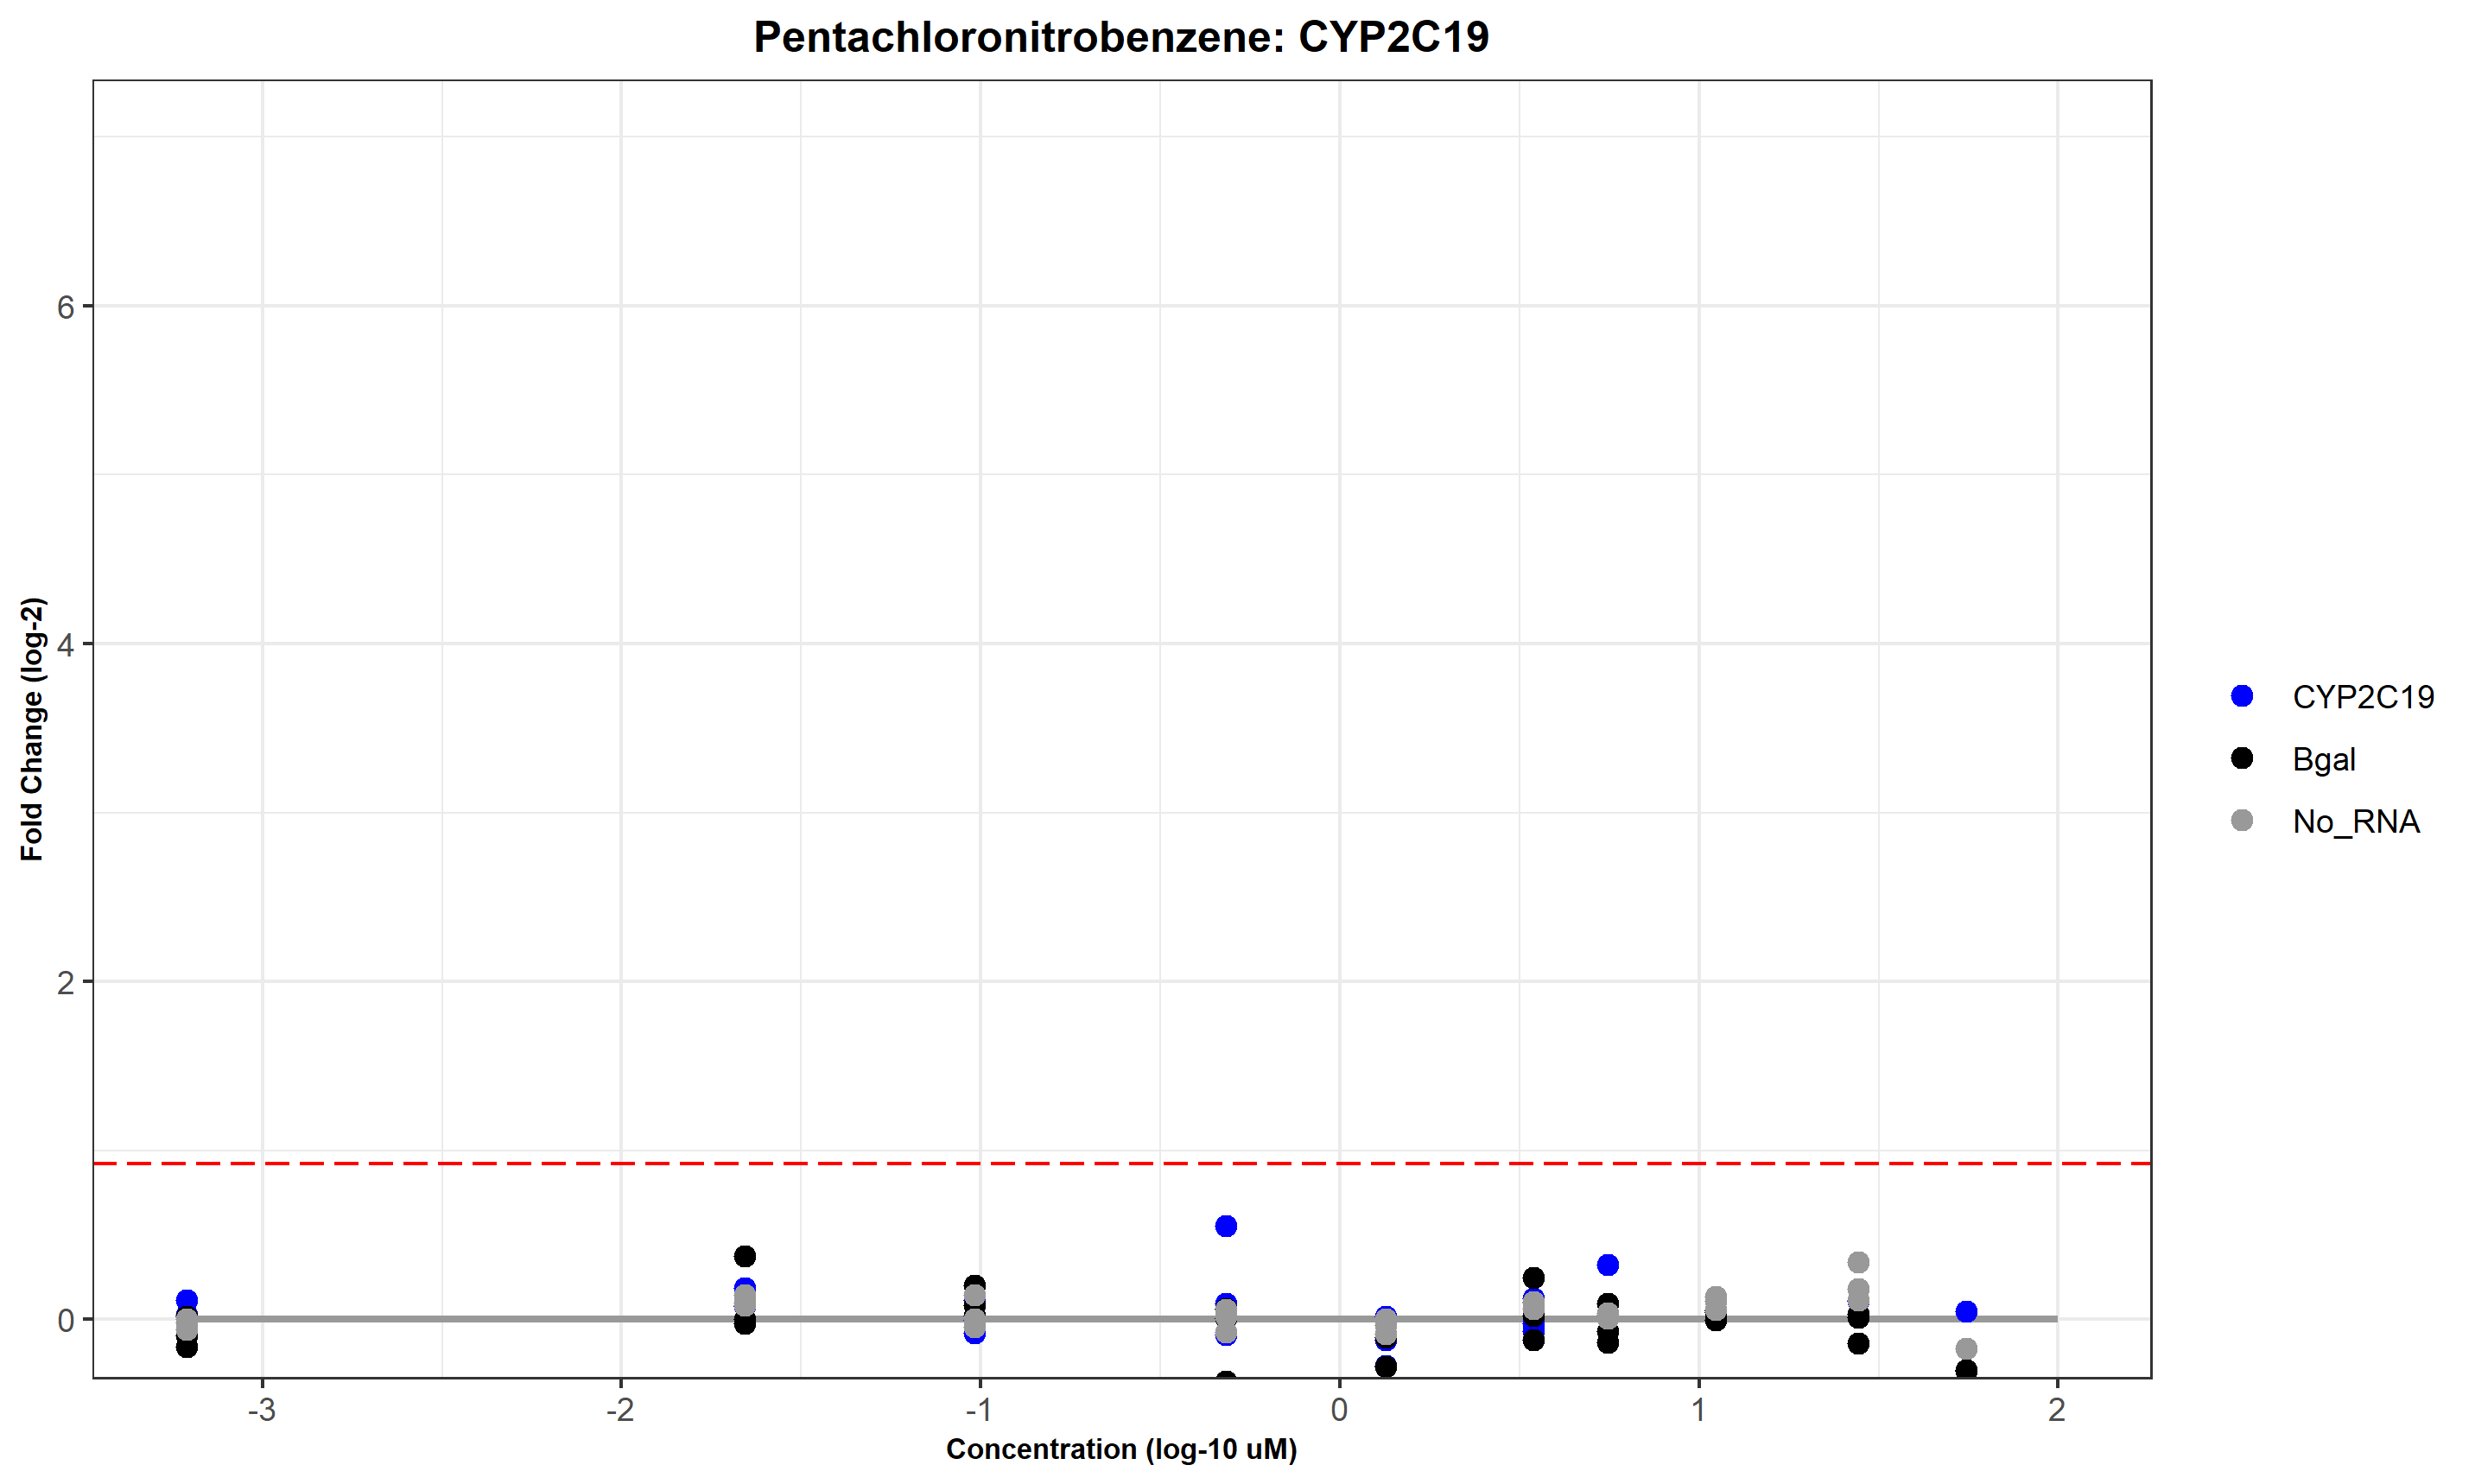 Pentachloronitrobenzene: CYP2C19
Fold Change (log-2)
6
4
2
0
-3
-2
-1
0
1
2
Concentration (log-10 uM)
CYP2C19
Bgal
No_RNA